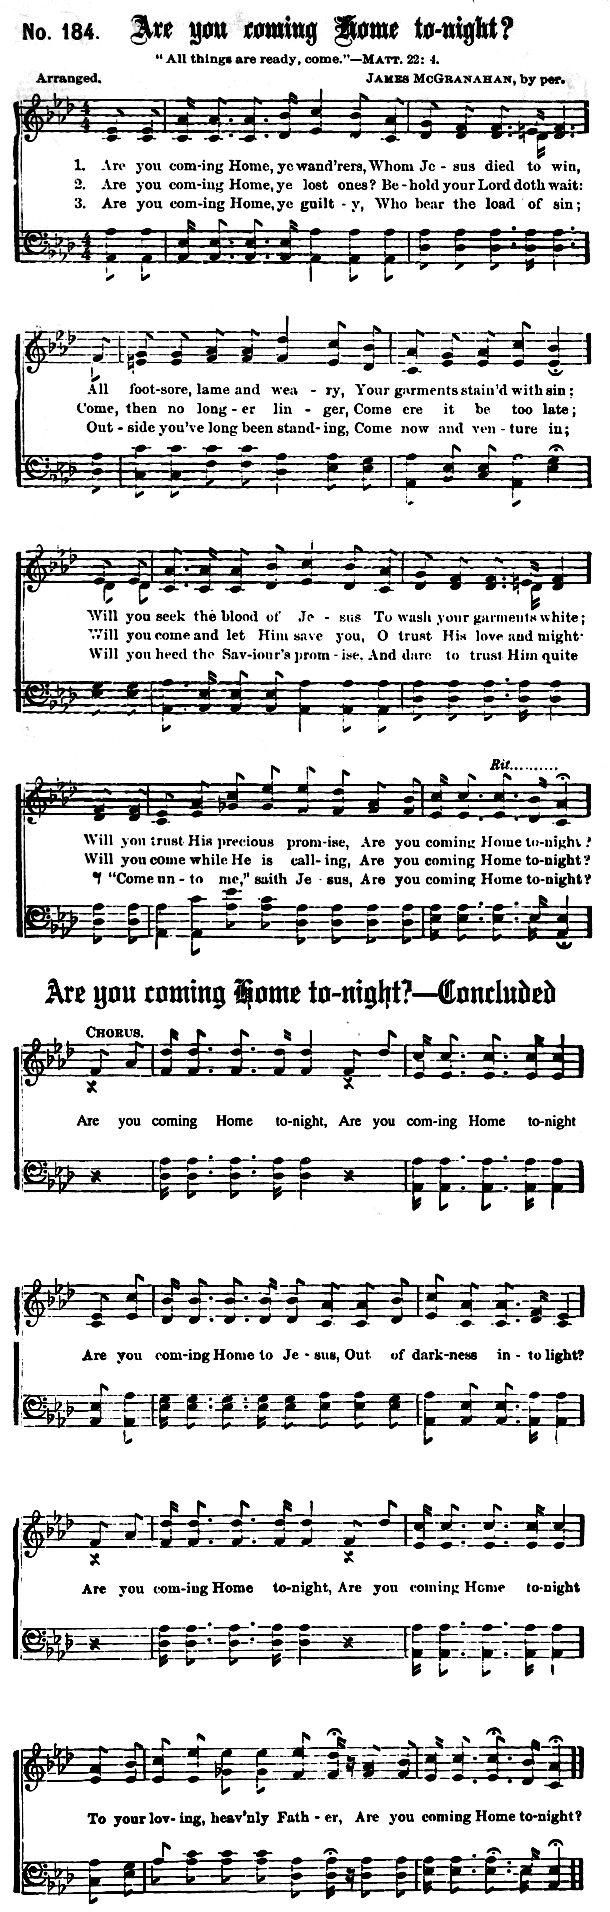 No. 184. Are you coming Home to-night?
"All things are ready, come."—MATT. 22: 4.
Arranged. JAMES MCGRANAHAN, by per.
1. Are you com-ing Home, ye wand'rers, Whom Je - sus died to win,
2. Are you com-ing Home, ye lost ones? Be-hold your Lord doth wait:
3. Are you com-ing Home, ye guilt - y, Who bear the load of sin;
All foot-sore, lame and wea - ry, Your garments stain'd with sin;
Come, then no long-er lin - ger, Come ere it be too late;
Out - side you've long been stand-ing, Come now and ven - ture in;
Will you seek the blood of Je - sus To wash your garments white;
Will you come and let Him save you, O trust His love and might
Will you heed the Sav-iour's prom - ise, And dare to trust Him quite
Rit..........
Will you trust His precious prom-ise, Are you coming Home to-night?
Will you come while He is call-ing, Are you coming Home to-night?
"Come un - to me," saith Je - sus, Are you coming Home to-night?
Are you coming Home to-night?—Concluded
CHORUS.
Are you coming Home to-night, Are you com-ing Home to-night
Are you com-ing Home to Je - sus, Out of dark-ness in - to light?
Are you com-ing Home to-night, Are you coming Home to-night
To your lov-ing, heav'nly Fath - er, Are you coming Home to-night?